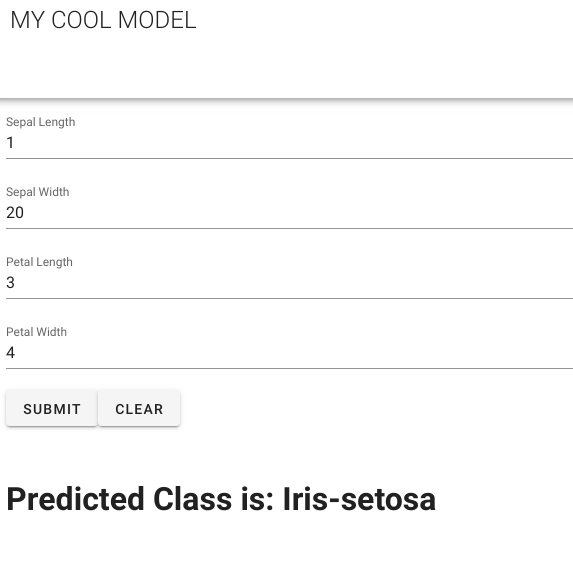 MY COOL MODEL
Sepal Length
1
Sepal Width
20
Petal Length
3
Petal Width
4
SUBMIT CLEAR
Predicted Class is: Iris-setosa